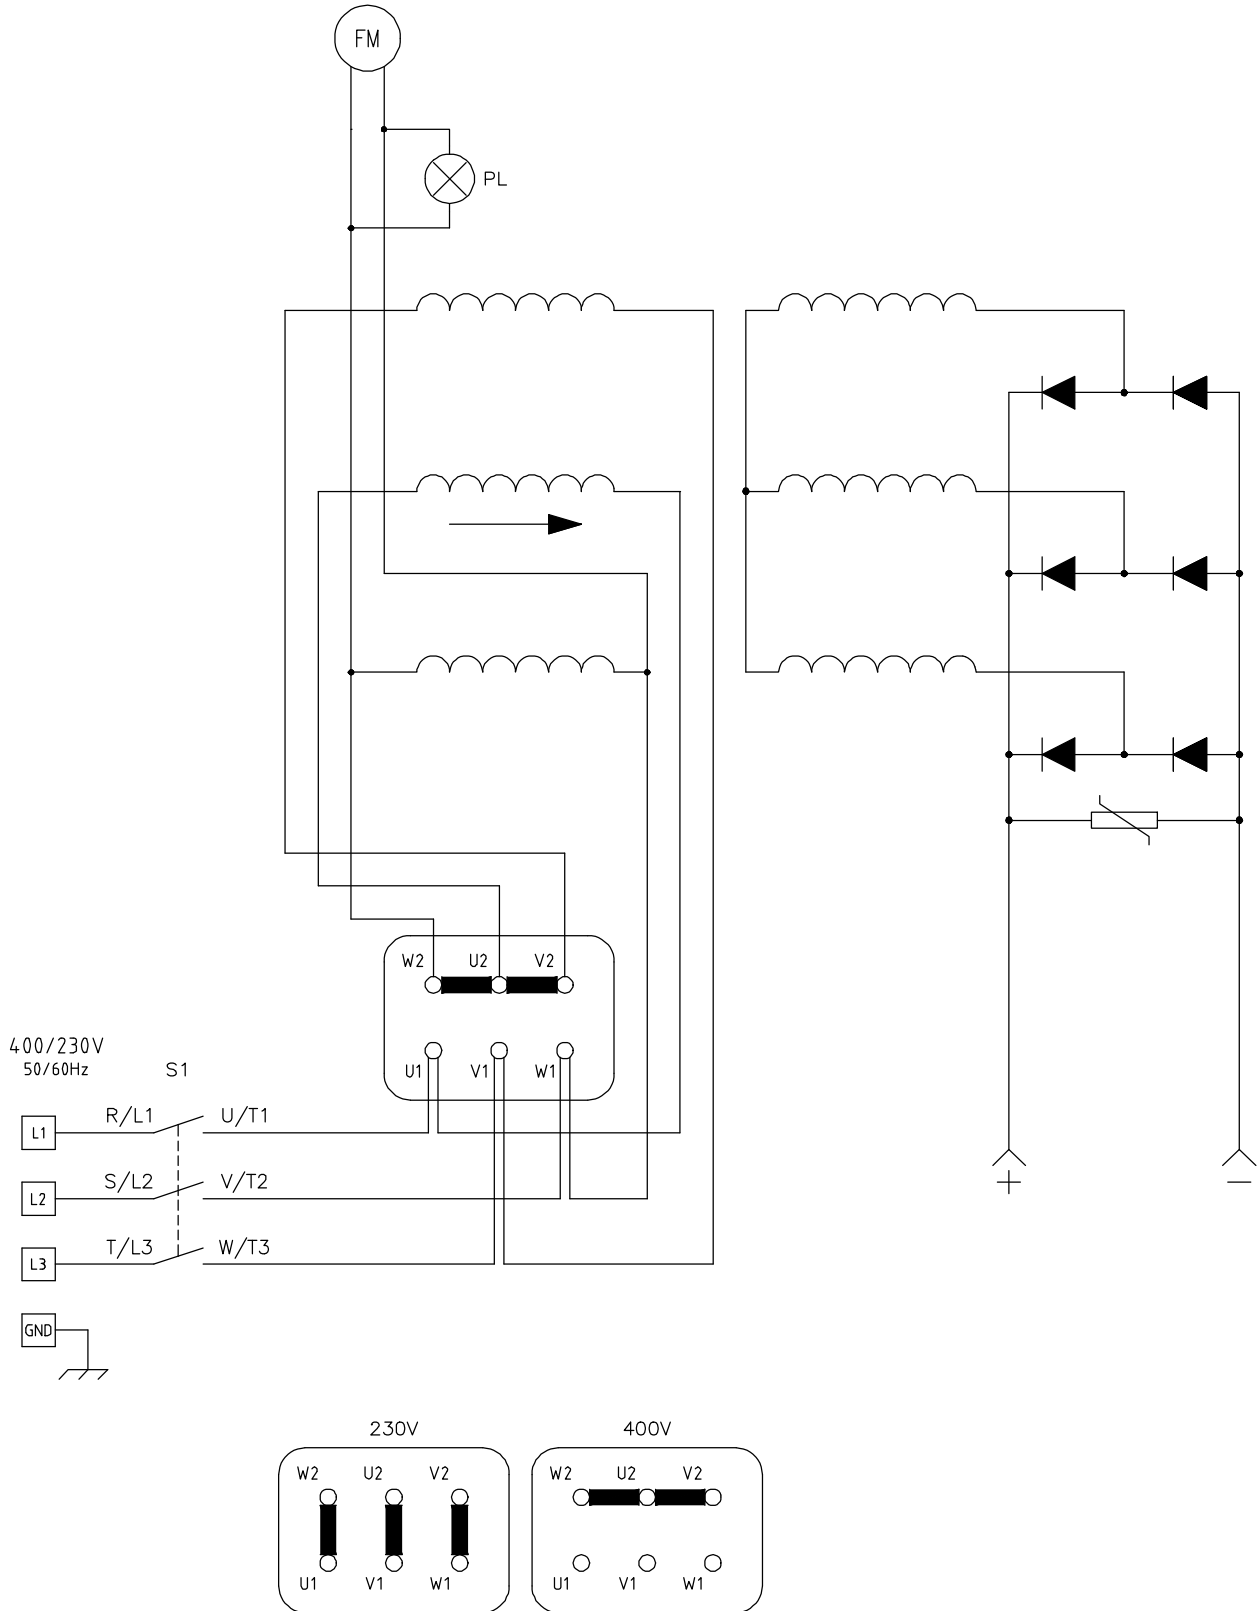 FM
PL
W2 U2 V2
U1 V1 W1
400/230V
50/60Hz
S1
L1 R/L1 U/T1
L2 S/L2 V/T2
L3 T/L3 W/T3
GND
+ −
230V
W2 U2 V2
U1 V1 W1
400V
W2 U2 V2
U1 V1 W1